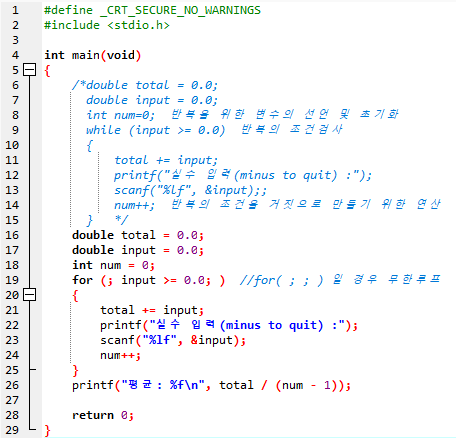 1 #define _CRT_SECURE_NO_WARNINGS
2 #include <stdio.h>
3
4 int main(void)
5 {
6 /*double total = 0.0;
7 double input = 0.0;
8 int num=0; 반복을 위한 변수의 선언 및 초기화
9 while (input >= 0.0) 반복의 조건검사
10 {
11 total += input;
12 printf("실수 입력(minus to quit) :");
13 scanf("%lf", &input);;
14 num++; 반복의 조건을 거짓으로 만들기 위한 연산
15 } */
16 double total = 0.0;
17 double input = 0.0;
18 int num = 0;
19 for (; input >= 0.0; ) //for( ; ; ) 일 경우 무한루프
20 {
21 total += input;
22 printf("실수 입력(minus to quit) :");
23 scanf("%lf", &input);
24 num++;
25 }
26 printf("평균: %f\n", total / (num - 1));
27
28 return 0;
29 }